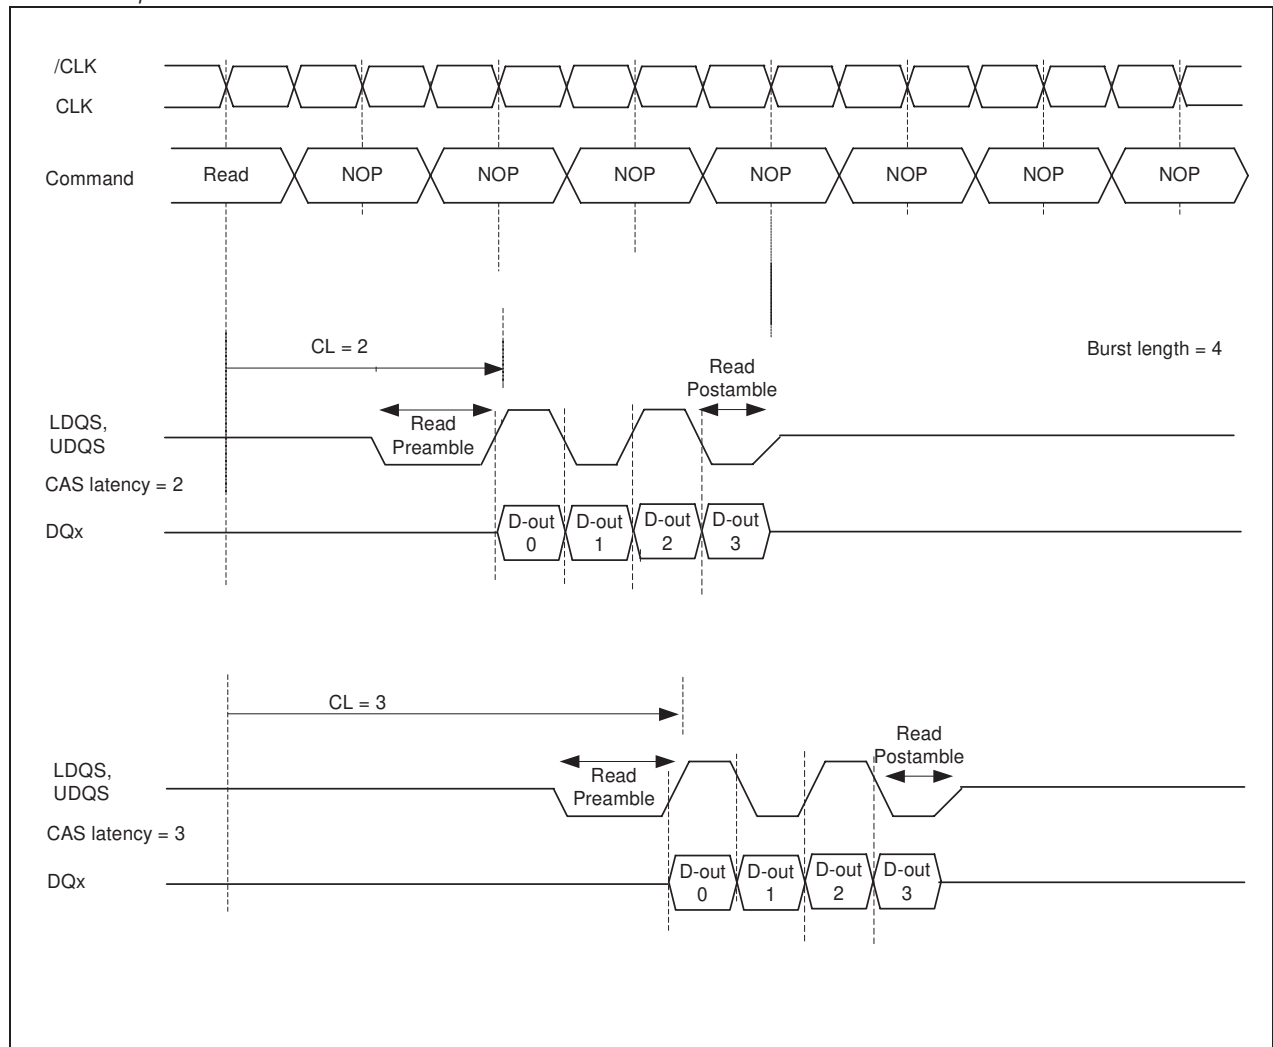 /CLK
CLK
Command
Read
NOP
NOP
NOP
NOP
NOP
NOP
NOP
CL = 2
Burst length = 4
Read
Postamble
LDQS,
UDQS
Read
Preamble
CAS latency = 2
DQx
D-out
0
D-out
1
D-out
2
D-out
3
CL = 3
Read
Postamble
LDQS,
UDQS
Read
Preamble
CAS latency = 3
DQx
D-out
0
D-out
1
D-out
2
D-out
3